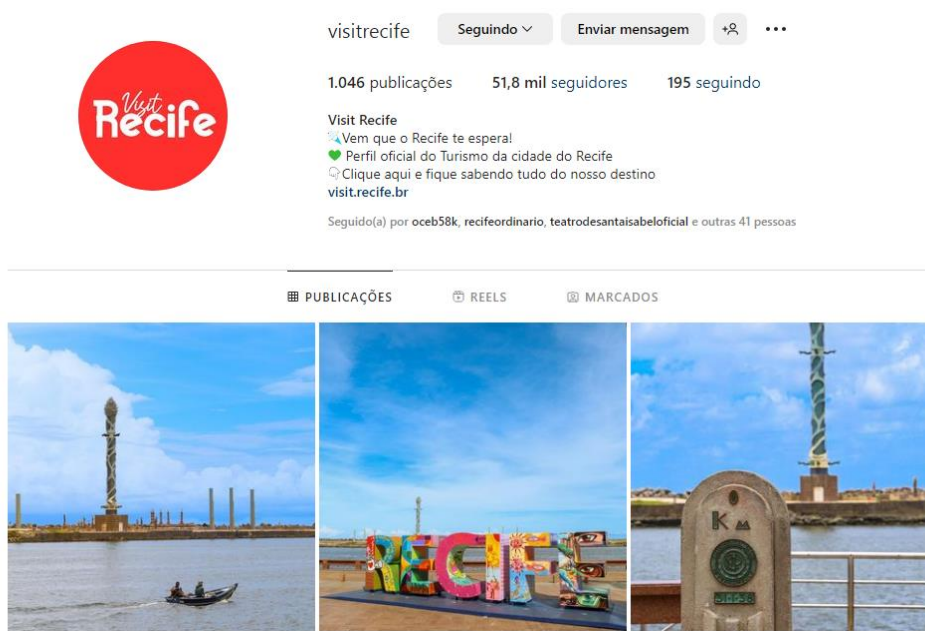 visitrecife
Seguindo
Enviar mensagem
1.046 publicações 51,8 mil seguidores 195 seguindo
Visit Recife
Visit
Recife
Vem que o Recife te espera!
Perfil oficial do Turismo da cidade do Recife
Clique aqui e fique sabendo tudo do nosso destino
visit.recife.br
Seguido(a) por oceb58k, recifeordinario, teatrodesantaisabeloficial e outras 41 pessoas
PUBLICAÇÕES
REELS
MARCADOS
RECIFE
K